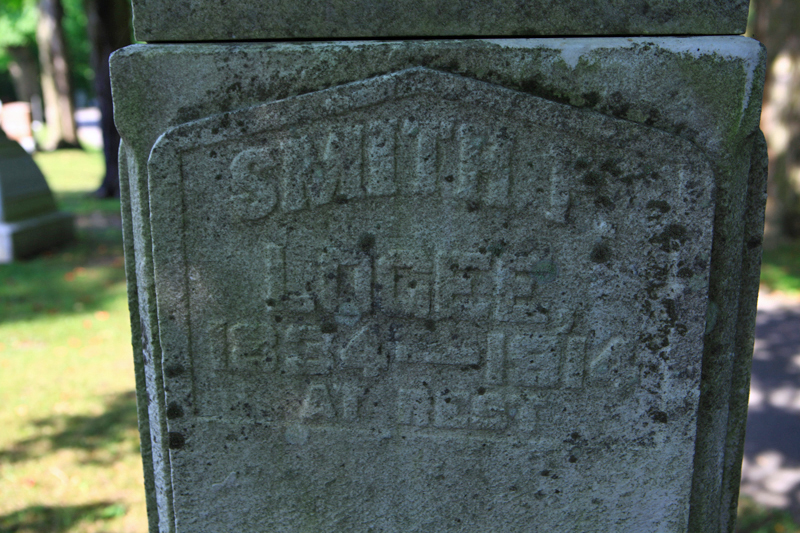 SMITH F.
LOGEE,
1834 — 1914
AT REST